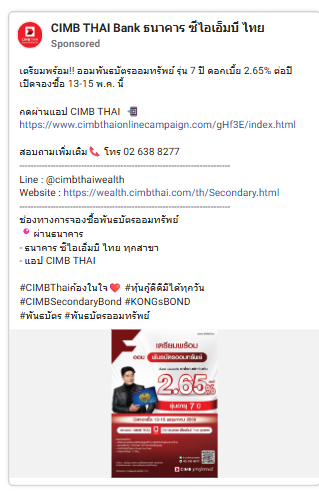 CIMB THAI Bank ธนาคาร ซีไอเอ็มบี ไทย
Sponsored
เตรียมพร้อม!! ออมพันธบัตรออมทรัพย์ รุ่น 7 ปี ดอกเบี้ย 2.65% ต่อปี
เปิดจองซื้อ 13-15 พ.ค. นี้
กดผ่านแอป CIMB THAI
https://www.cimbthaionlinecampaign.com/gHf3E/index.html
สอบถามเพิ่มเติม📞 โทร 02 638 8277
--------------------------------------------------------------
Line : @cimbthaiwealth
Website : https://wealth.cimbthai.com/th/Secondary.html
--------------------------------------------------------------
ช่องทางการจองซื้อพันธบัตรออมทรัพย์
📍 ผ่านธนาคาร
- ธนาคาร ซีไอเอ็มบี ไทย ทุกสาขา
- แอป CIMB THAI
#CIMBThaiต้องในใจ❤️ #หุ้นกู้ดีดีมีได้ทุกวัน
#CIMBSecondaryBond #KONGsBOND
#พันธบัตร #พันธบัตรออมทรัพย์
เตรียมพร้อม
ออม พันธบัตรออมทรัพย์
2.65%
รุ่นอายุ 7 ปี
CIMB